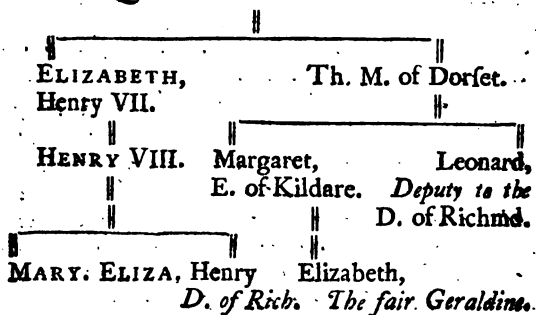 ELIZABETH, Th. M. of Dorſet.
Henry VII.
HENRY VIII. Margaret, Leonard,
E. of Kildare. Deputy to the
D. of Richmd.
MARY. ELIZA, Henry Elizabeth,
D. of Rich. The fair Geraldine.